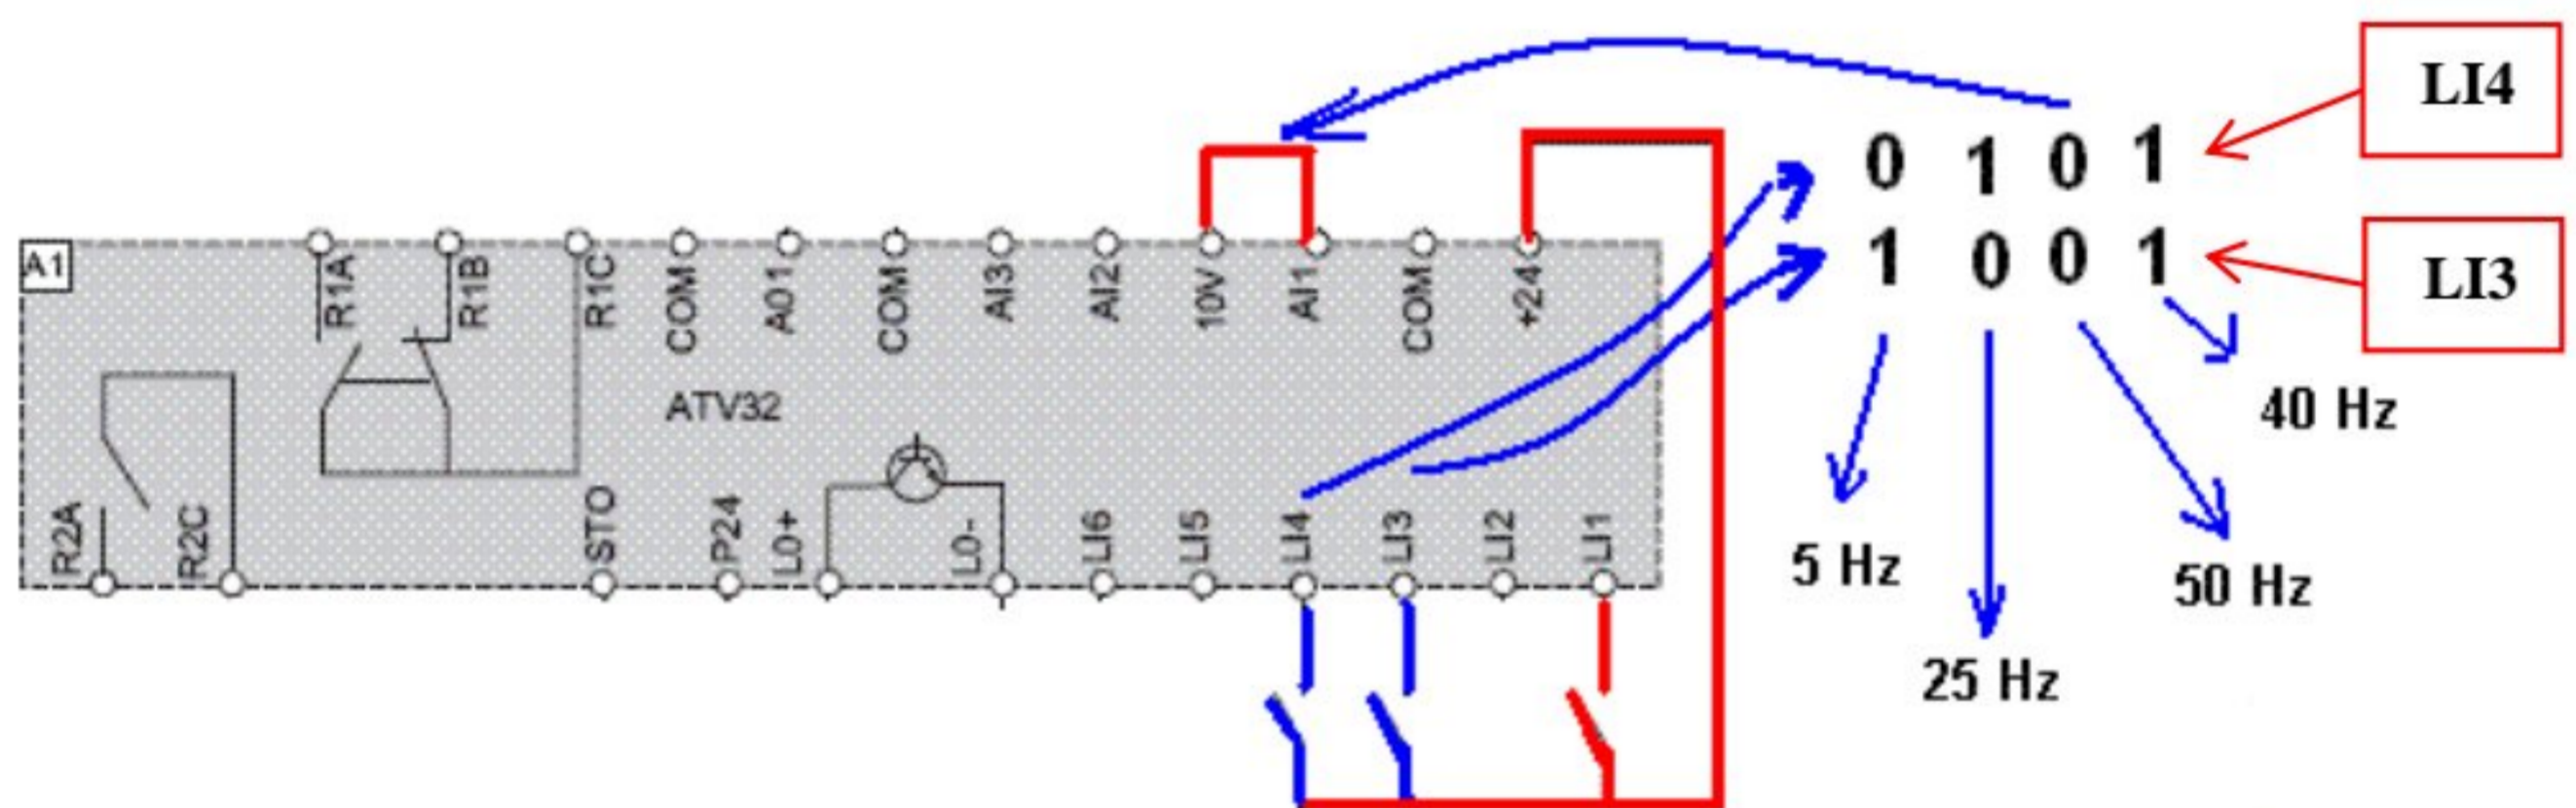 LI4
0 1 0 1
A1
R1A
R1B
R1C
COM
A01
COM
AI3
AI2
10V
AI1
COM
+24
1 0 0 1
LI3
ATV32
40 Hz
R2A
R2C
STO
P24
L0+
L0-
LI6
LI5
LI4
LI3
LI2
LI1
5 Hz
50 Hz
25 Hz